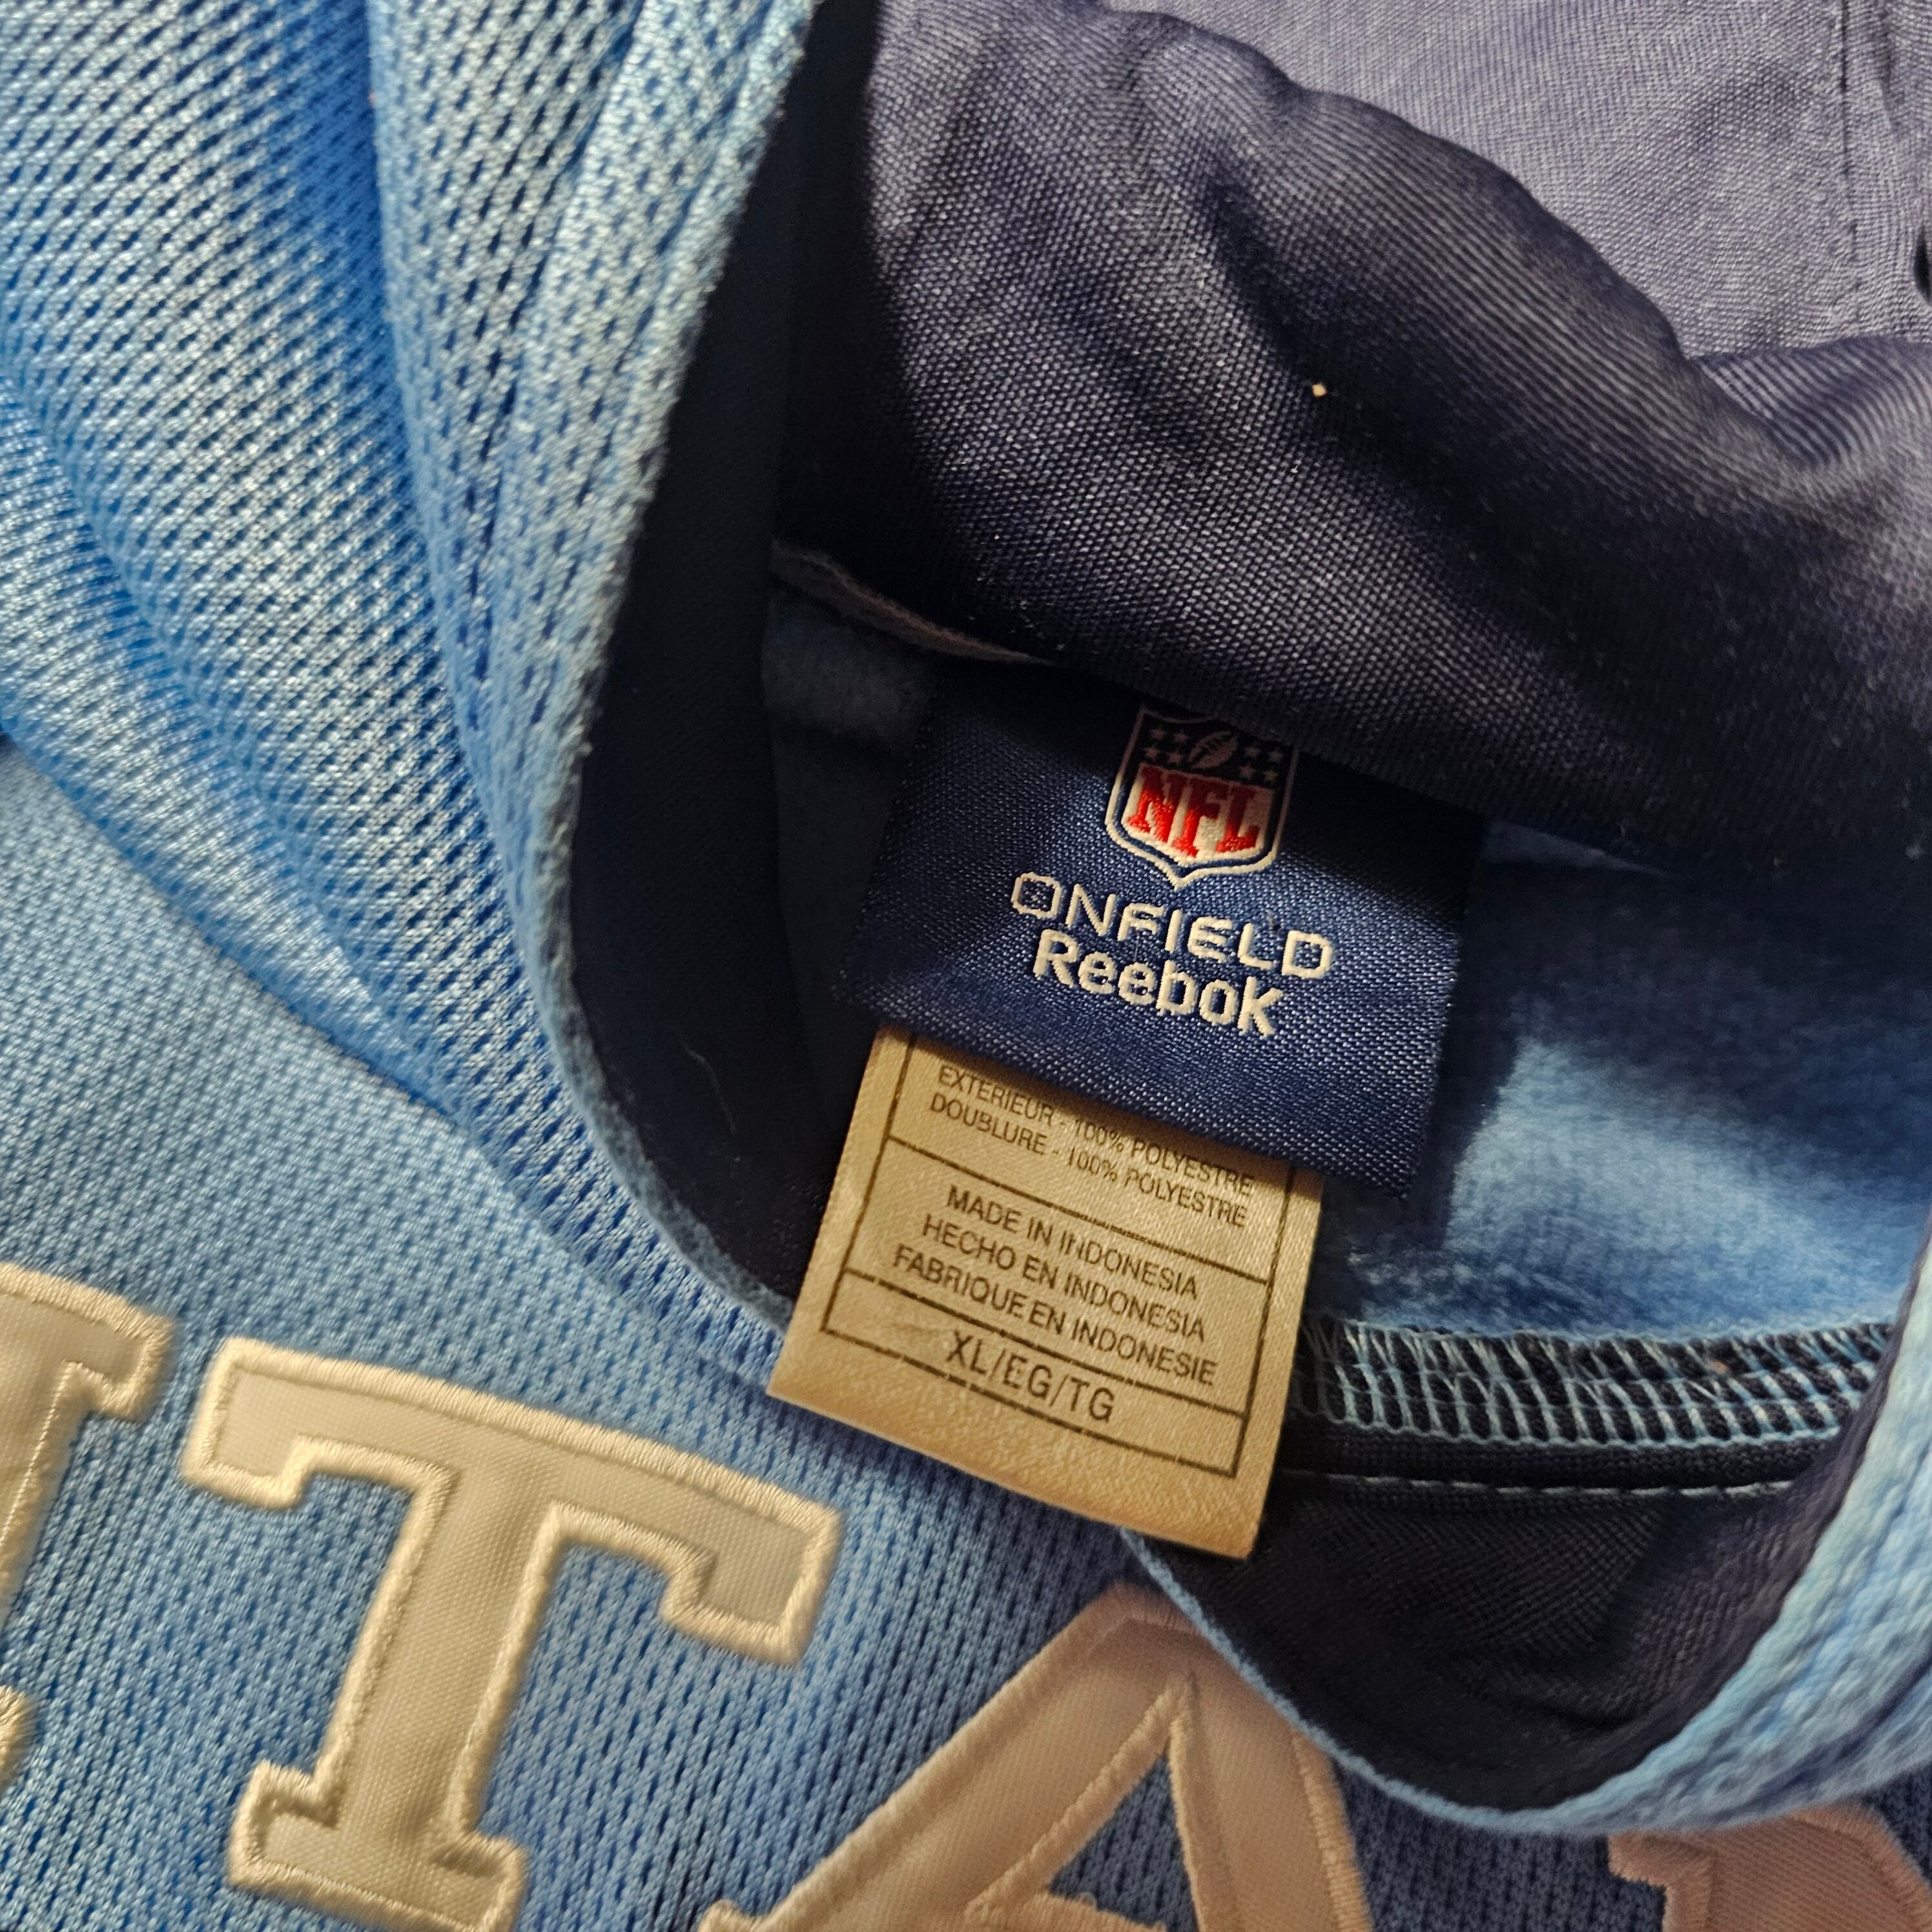 NFL
ONFIELD
Reebok
EXTERIEUR - 100% POLYESTRE
DOUBLURE - 100% POLYESTRE
MADE IN INDONESIA
HECHO EN INDONESIA
FABRIQUE EN INDONESIE
XL/EG/TG
TA